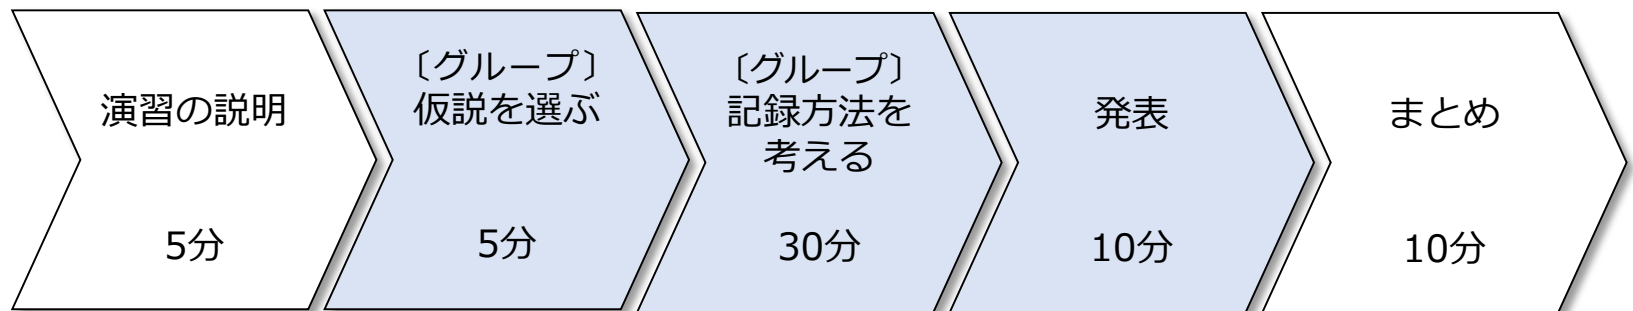 演習の説明
5分
〔グループ〕
仮説を選ぶ
5分
〔グループ〕
記録方法を
考える
30分
発表
10分
まとめ
10分